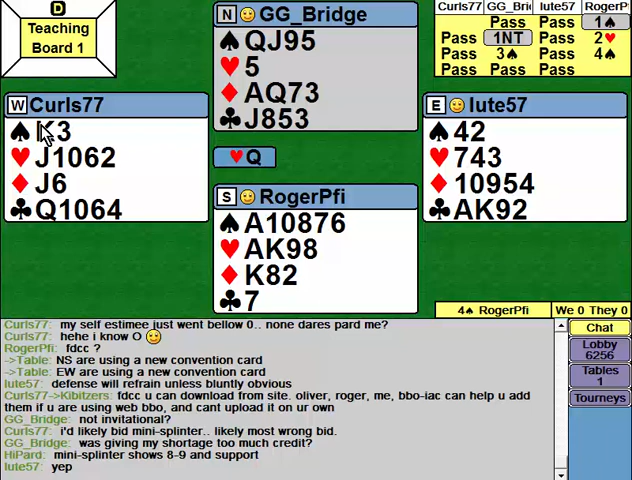 D
Teaching
Board 1
N GG_Bridge
♠ QJ95
♥ 5
♦ AQ73
♣ J853
Curls77 GG_Bri lute57 RogerP
Pass Pass 1♠
Pass 1NT Pass 2♥
Pass 3♠ Pass 4♠
Pass Pass Pass
W Curls77
♠ K3
♥ J1062
♦ J6
♣ Q1064
♥Q
E lute57
♠ 42
♥ 743
♦ 10954
♣ AK92
S RogerPfi
♠ A10876
♥ AK98
♦ K82
♣ 7
4♠ RogerPfi We 0 They 0
Curls77: my self estimee just went bellow 0.. none dares pard me?
Curls77: hehe i know O
RogerPfi: fdcc ?
->Table: NS are using a new convention card
->Table: EW are using a new convention card
lute57: defense will refrain unless bluntly obvious
Curls77->Kibitzers: fdcc u can download from site. oliver, roger, me, bbo-iac can help u add
them if u are using web bbo, and cant upload it on ur own
GG_Bridge: not invitational?
Curls77: i'd likely bid mini-splinter.. likely most wrong bid.
GG_Bridge: was giving my shortage too much credit?
HiPard: mini-splinter shows 8-9 and support
lute57: yep
Chat
Lobby
6256
Tables
1
Tourneys